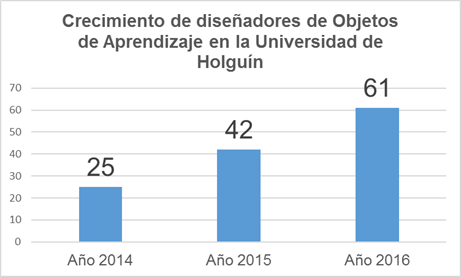 Crecimiento de diseñadores de Objetos
de Aprendizaje en la Universidad de
Holguín
70
60
50
40
30
20
10
0
25
42
61
Año 2014
Año 2015
Año 2016